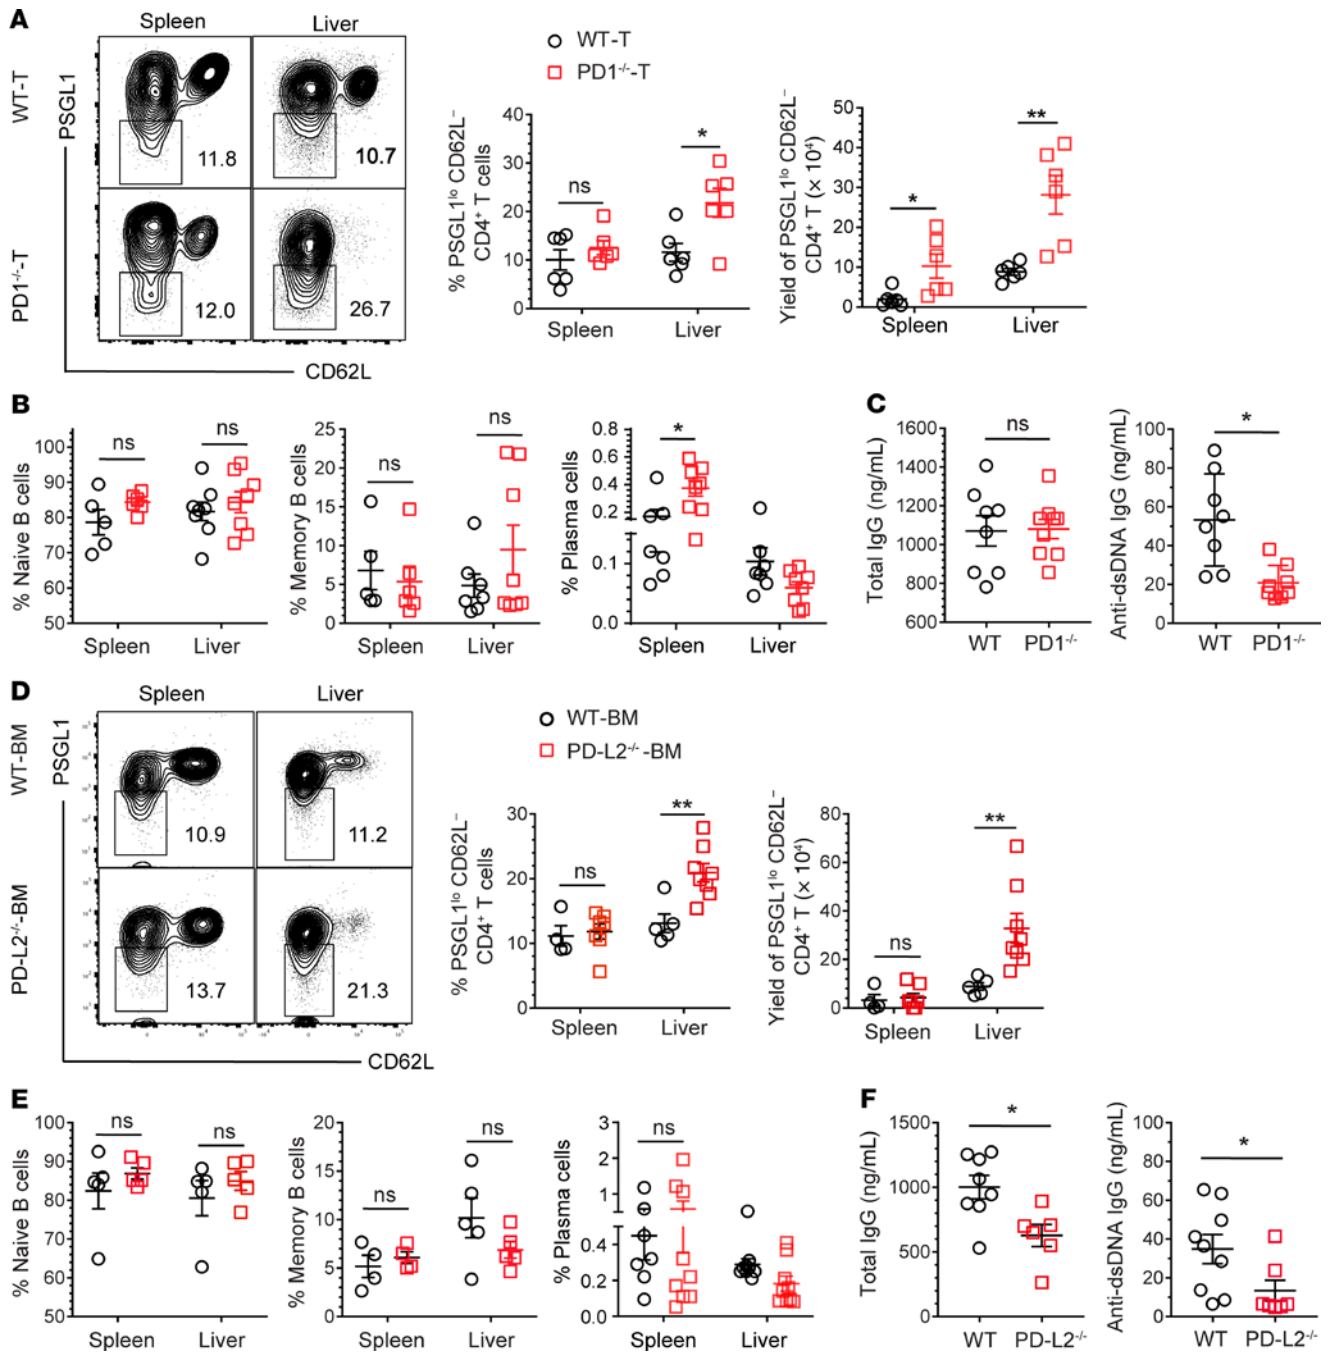 A
Spleen Liver
WT-T
PD1-/--T
PSGL1
11.8 10.7
12.0 26.7
CD62L
WT-T
PD1-/--T
% PSGL1lo CD62L–
CD4+ T cells
40
30
20
10
0
ns *
Spleen Liver
Yield of PSGL1lo CD62L–
CD4+ T (× 10⁴)
50
40
30
20
10
0
* **
Spleen Liver
B
% Naive B cells
100
90
80
70
60
50
ns ns
Spleen Liver
% Memory B cells
25
20
15
10
5
0
ns ns
Spleen Liver
% Plasma cells
0.8
0.6
0.4
0.2
0.1
0.0
*
Spleen Liver
C
Total IgG (ng/mL)
1600
1400
1200
1000
800
600
ns
WT PD1-/-
Anti-dsDNA IgG (ng/mL)
100
80
60
40
20
0
*
WT PD1-/-
D
Spleen Liver
WT-BM
PD-L2-/--BM
PSGL1
10.9 11.2
13.7 21.3
CD62L
WT-BM
PD-L2-/--BM
% PSGL1lo CD62L–
CD4+ T cells
30
20
10
0
ns **
Spleen Liver
Yield of PSGL1lo CD62L–
CD4+ T (× 10⁴)
80
60
40
20
0
ns **
Spleen Liver
E
% Naive B cells
100
90
80
70
60
50
ns ns
Spleen Liver
% Memory B cells
20
15
10
5
0
ns ns
Spleen Liver
% Plasma cells
3
2
1
0.4
0.2
0.0
ns
Spleen Liver
F
Total IgG (ng/mL)
1500
1000
500
0
*
WT PD-L2-/-
Anti-dsDNA IgG (ng/mL)
100
80
60
40
20
0
*
WT PD-L2-/-